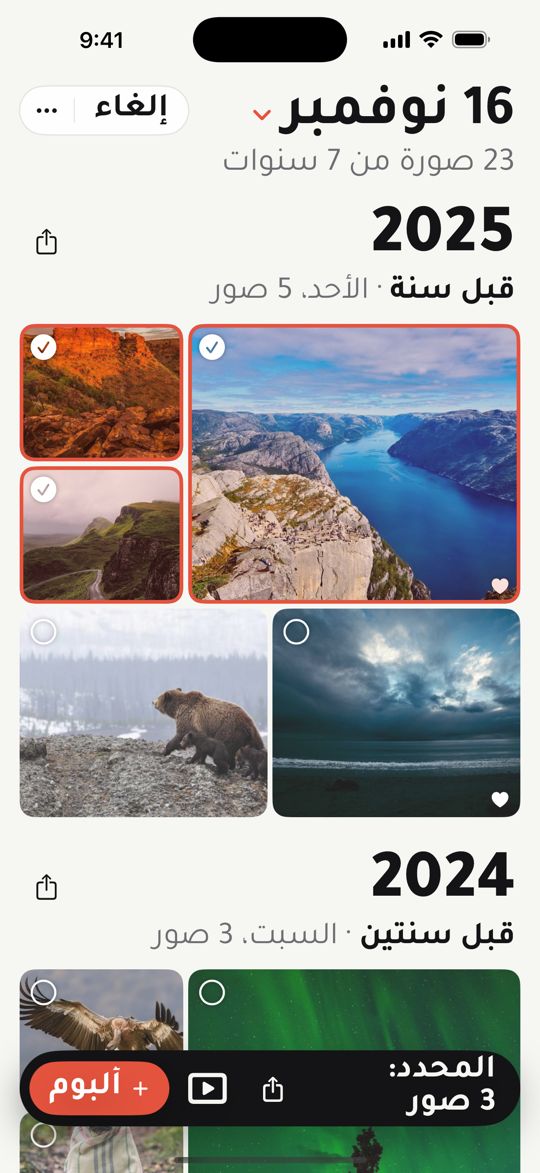 9:41
16 نوفمبر
إلغاء
23 صورة من 7 سنوات
2025
قبل سنة · الأحد، 5 صور
2024
قبل سنتين · السبت، 3 صور
المحدد:
3 صور
+ ألبوم